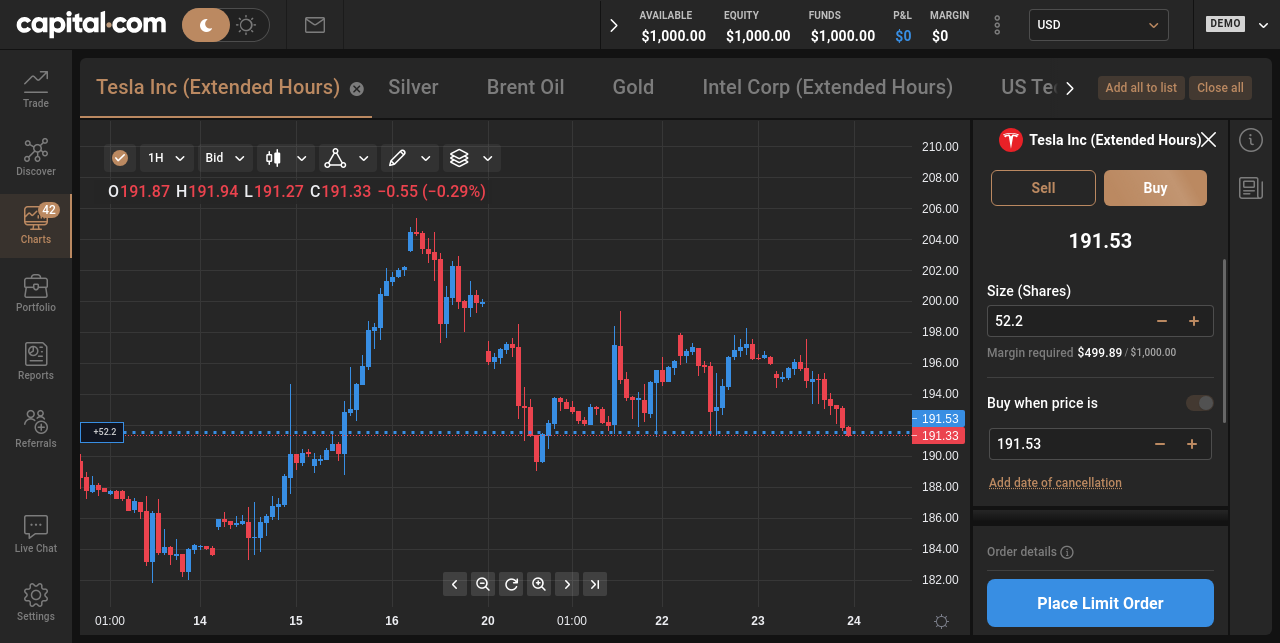 capital.com
AVAILABLE EQUITY FUNDS P&L MARGIN
$1,000.00 $1,000.00 $1,000.00 $0 $0
USD
DEMO
Trade
Discover
42
Charts
Portfolio
Reports
Referrals
Live Chat
Settings
Tesla Inc (Extended Hours) Silver Brent Oil Gold Intel Corp (Extended Hours) US Te
Add all to list Close all
1H Bid
O191.87 H191.94 L191.27 C191.33 −0.55 (−0.29%)
210.00
208.00
206.00
204.00
202.00
200.00
198.00
196.00
194.00
191.53
191.33
190.00
188.00
186.00
184.00
182.00
+52.2
01:00 14 15 16 20 01:00 22 23 24
Tesla Inc (Extended Hours)
Sell Buy
191.53
Size (Shares)
52.2
Margin required $499.89 / $1,000.00
Buy when price is
191.53
Add date of cancellation
Order details
Place Limit Order